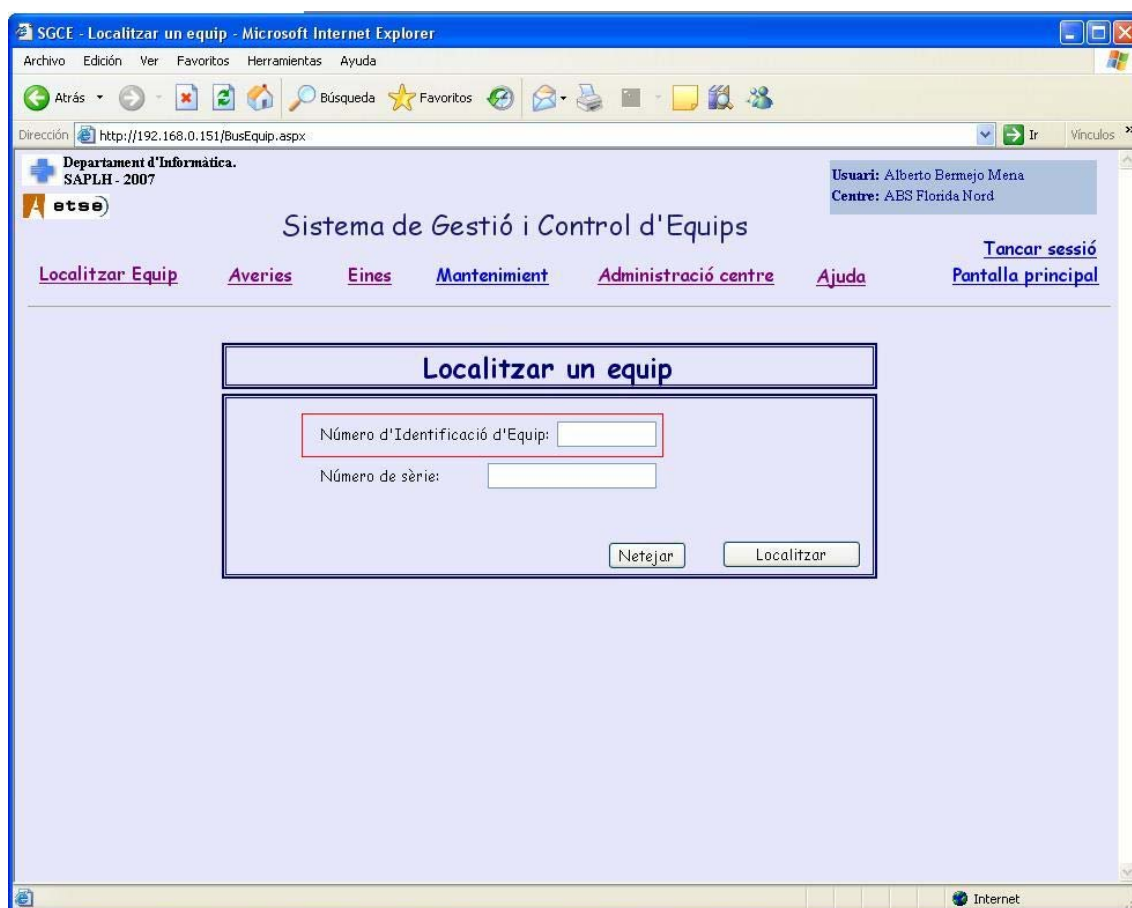 SGCE - Localitzar un equip - Microsoft Internet Explorer
Archivo Edición Ver Favoritos Herramientas Ayuda
Atrás Búsqueda Favoritos
Dirección http://192.168.0.151/BusEquip.aspx Ir Vínculos »
Departament d'Informàtica.
SAPLH - 2007
etse)
Usuari: Alberto Bermejo Mena
Centre: ABS Florida Nord
Sistema de Gestió i Control d'Equips
Tancar sessió
Localitzar Equip Averies Eines Mantenimient Administració centre Ajuda Pantalla principal
Localitzar un equip
Número d'Identificació d'Equip:
Número de sèrie:
Netejar Localitzar
Internet